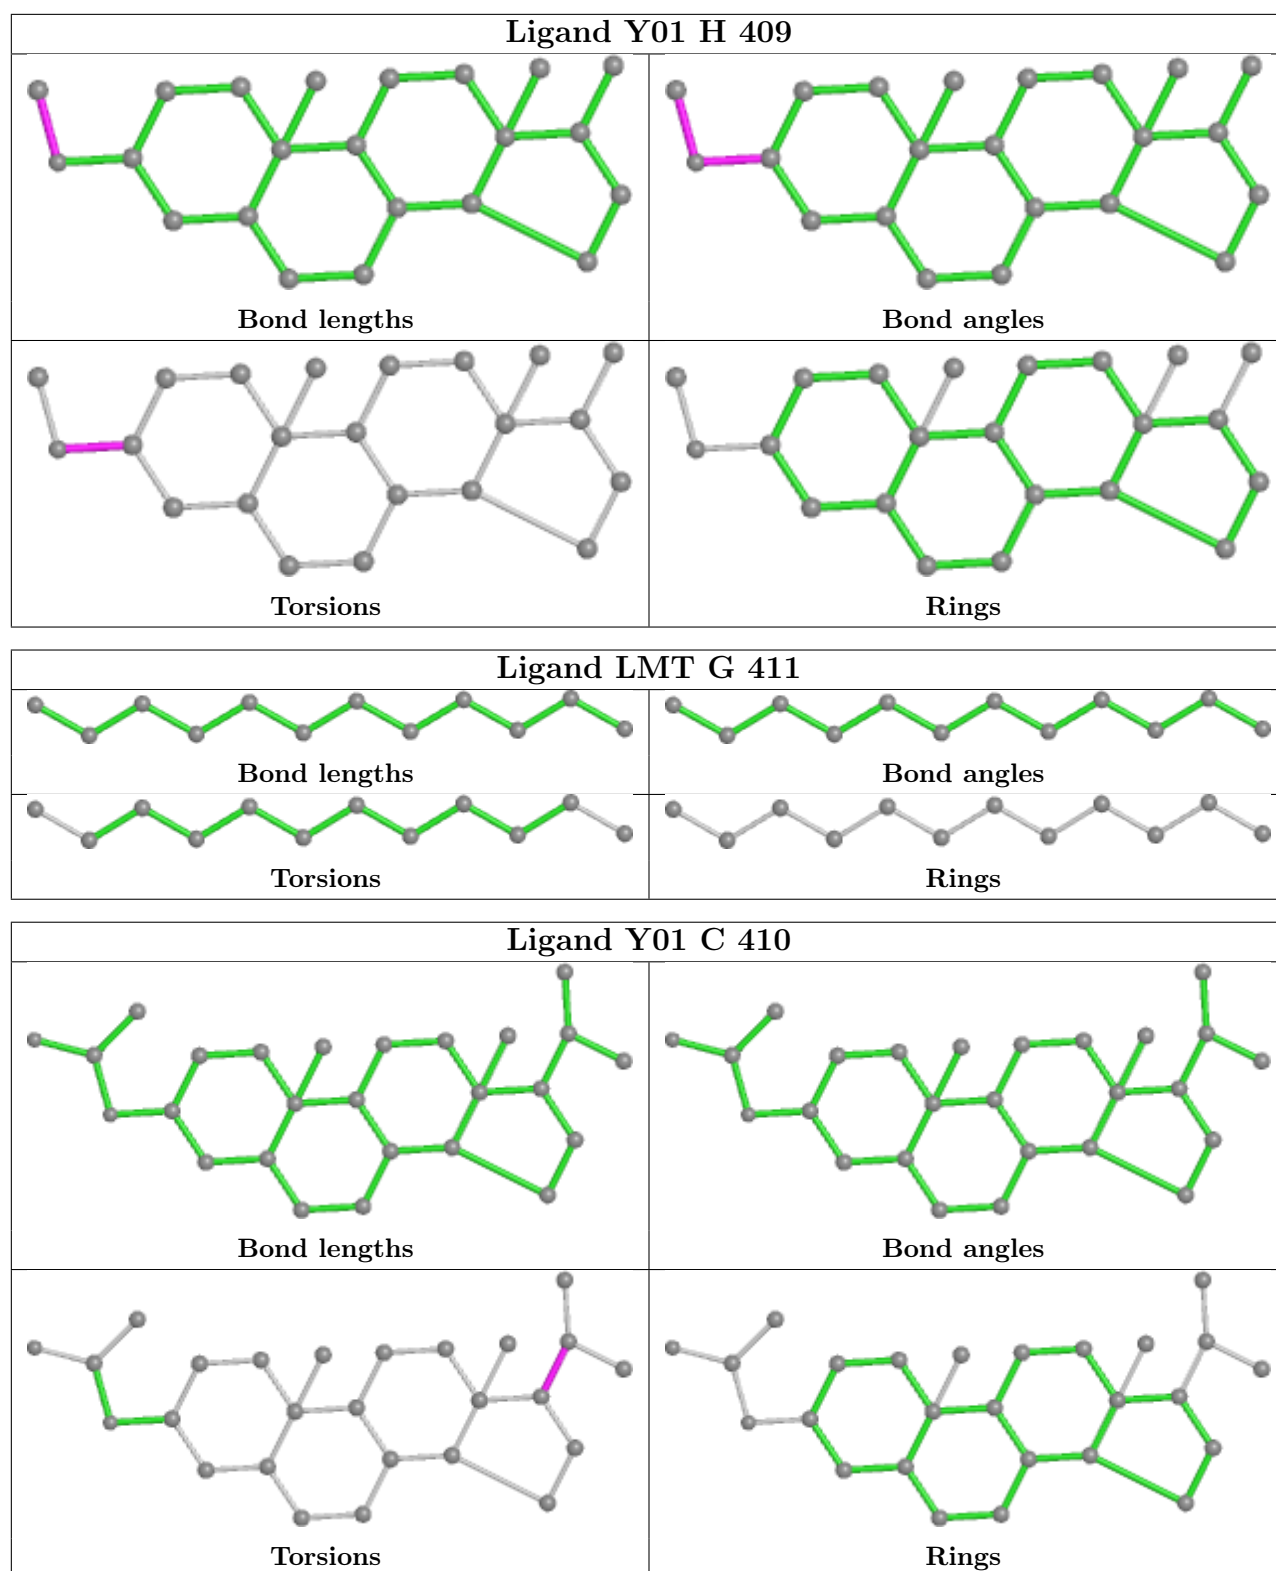 Ligand Y01 H 409
Bond lengths
Bond angles
Torsions
Rings
Ligand LMT G 411
Bond lengths
Bond angles
Torsions
Rings
Ligand Y01 C 410
Bond lengths
Bond angles
Torsions
Rings